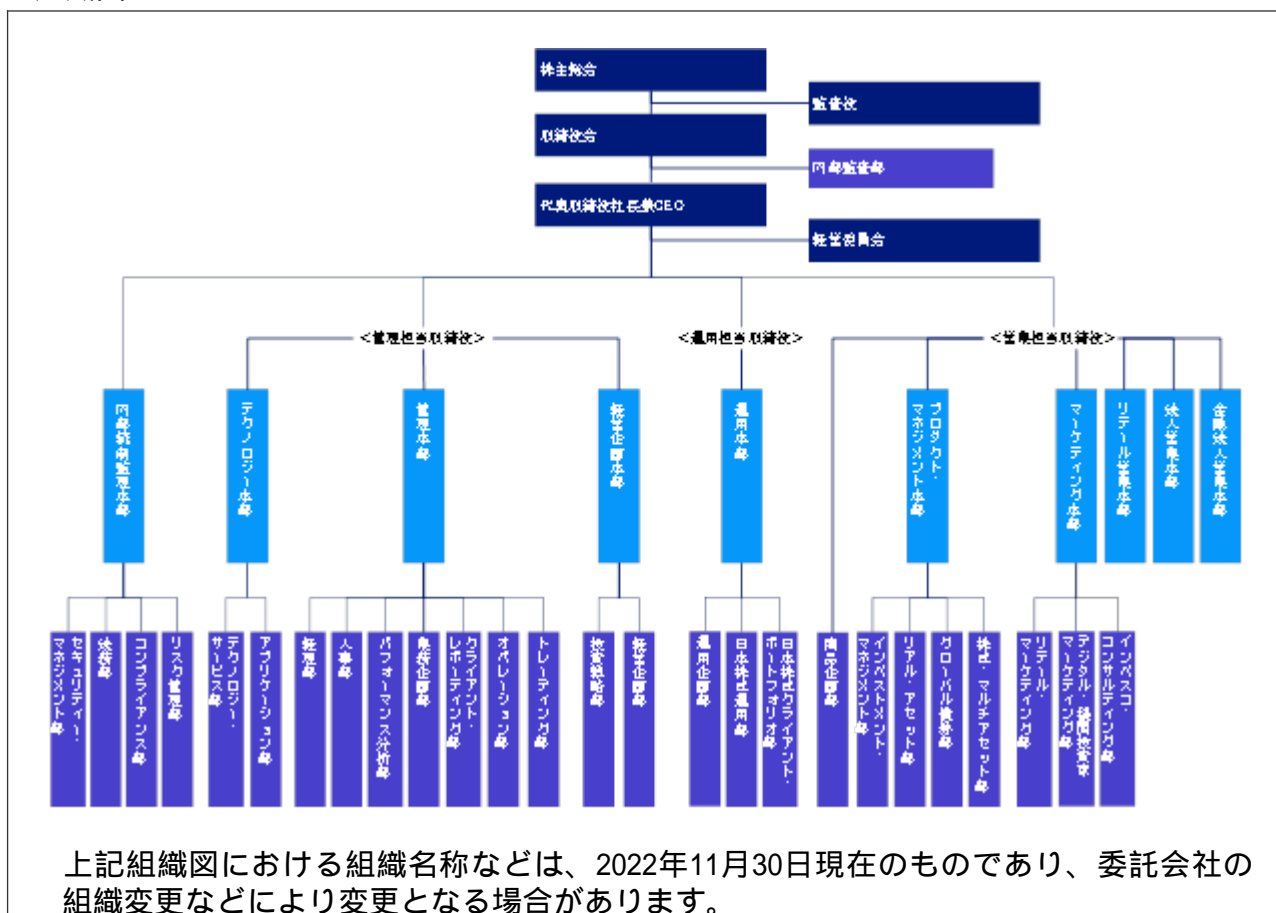 株主総会
監査役
取締役会
内部監査部
代表取締役社長兼CEO
経営委員会
<管理担当取締役>
<運用担当取締役>
<営業担当取締役>
内部統制監理本部
テクノロジー本部
管理本部
経営企画本部
運用本部
プロダクト・
マネジメント本部
マーケティング本部
リテール営業本部
法人営業本部
金融法人営業本部
セキュリティー・
マネジメント部
法務部
コンプライアンス部
リスク管理部
テクノロジー・
サービス部
アプリケーション部
経理部
人事部
パフォーマンス分析部
業務企画部
クライアント・
レポーティング部
オペレーション部
トレーディング部
投資戦略部
経営企画部
運用企画部
日本株式運用部
日本株式クライアント・
ポートフォリオ部
商品企画部
インベストメント・
マネジメント部
リアル・アセット部
グローバル債券部
株式・マルチアセット部
リテール・
マーケティング部
デジタル・機関投資家
マーケティング部
インベスコ・
コンサルティング部
上記組織図における組織名称などは、2022年11月30日現在のものであり、委託会社の
組織変更などにより変更となる場合があります。